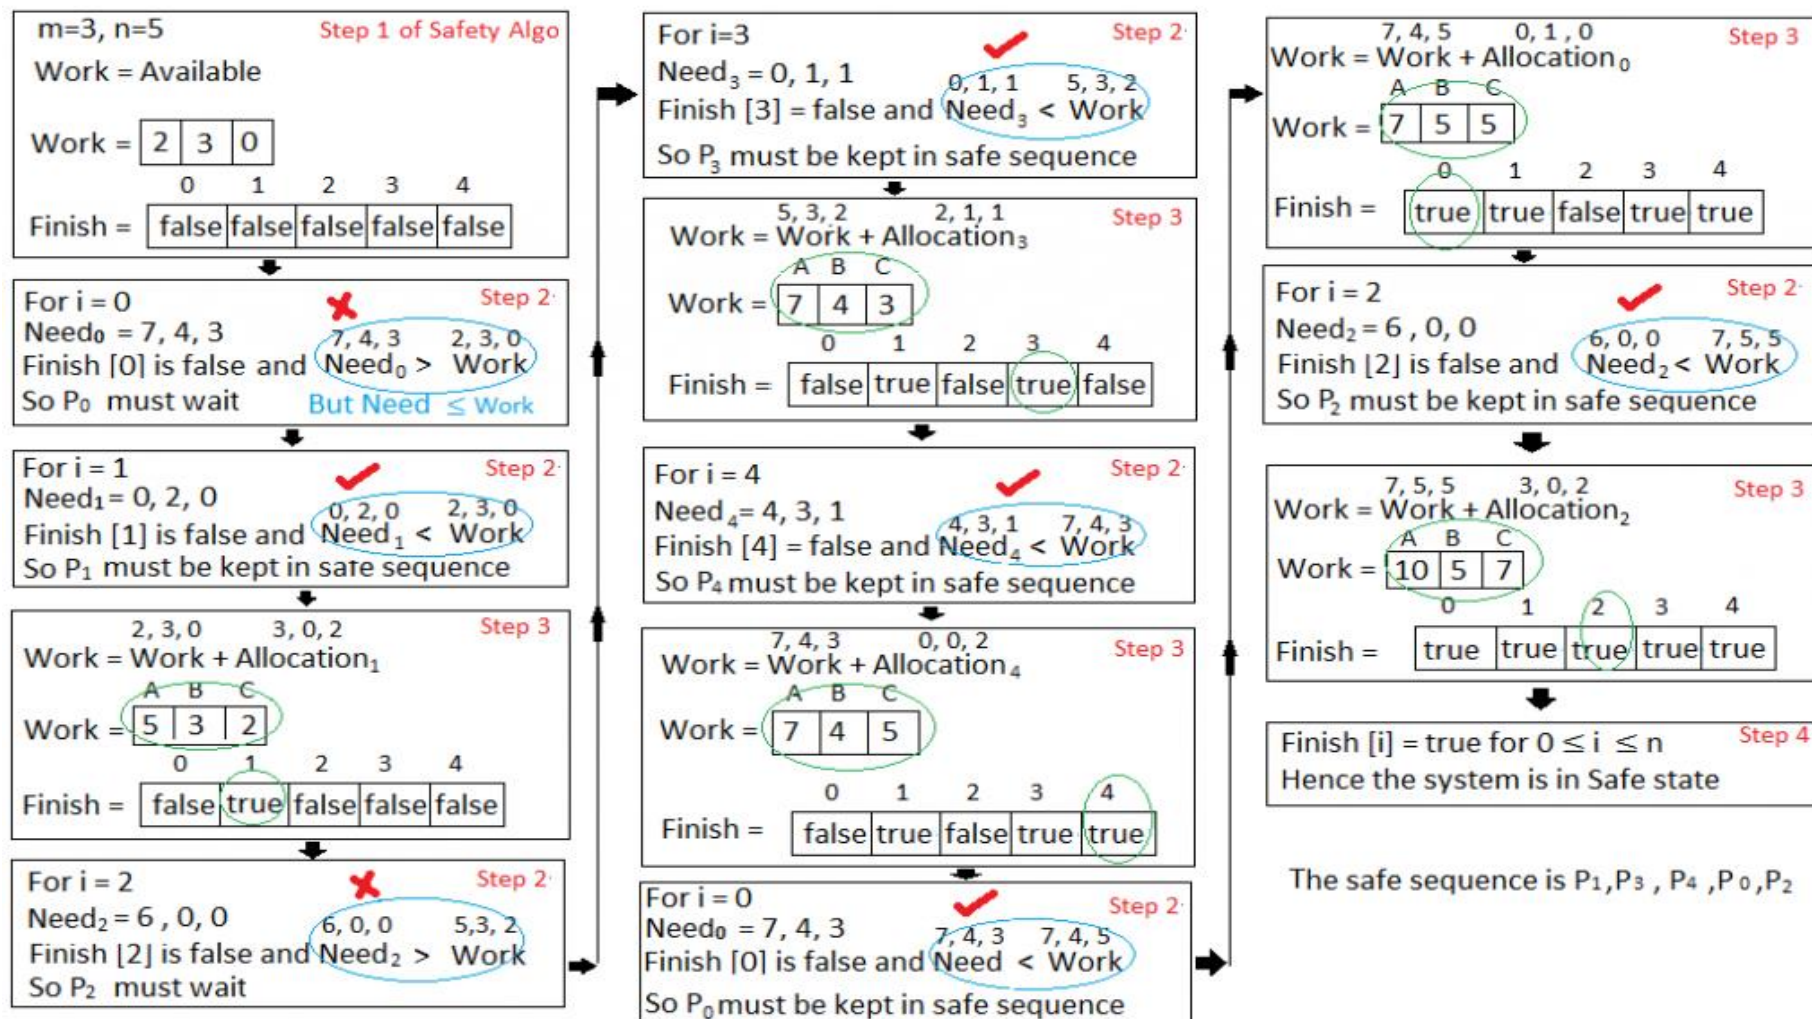 m=3, n=5 Step 1 of Safety Algo
Work = Available
Work = 2 3 0
0 1 2 3 4
Finish = false false false false false
For i = 0 Step 2
Need₀ = 7, 4, 3
7, 4, 3 2, 3, 0
Finish [0] is false and Need₀ > Work
So P₀ must wait But Need ≤ Work
For i = 1 Step 2
Need₁ = 0, 2, 0
0, 2, 0 2, 3, 0
Finish [1] is false and Need₁ < Work
So P₁ must be kept in safe sequence
2, 3, 0 3, 0, 2 Step 3
Work = Work + Allocation₁
A B C
Work = 5 3 2
0 1 2 3 4
Finish = false true false false false
For i = 2 Step 2
Need₂ = 6 , 0, 0
6, 0, 0 5,3, 2
Finish [2] is false and Need₂ > Work
So P₂ must wait
For i=3 Step 2
Need₃ = 0, 1, 1
0, 1, 1 5, 3, 2
Finish [3] = false and Need₃ < Work
So P₃ must be kept in safe sequence
5, 3, 2 2, 1, 1 Step 3
Work = Work + Allocation₃
A B C
Work = 7 4 3
0 1 2 3 4
Finish = false true false true false
For i = 4 Step 2
Need₄ = 4, 3, 1
4, 3, 1 7, 4, 3
Finish [4] = false and Need₄ < Work
So P₄ must be kept in safe sequence
7, 4, 3 0, 0, 2 Step 3
Work = Work + Allocation₄
A B C
Work = 7 4 5
0 1 2 3 4
Finish = false true false true true
For i = 0 Step 2
Need₀ = 7, 4, 3
7, 4, 3 7, 4, 5
Finish [0] is false and Need < Work
So P₀ must be kept in safe sequence
7, 4, 5 0, 1 , 0 Step 3
Work = Work + Allocation₀
A B C
Work = 7 5 5
0 1 2 3 4
Finish = true true false true true
For i = 2 Step 2
Need₂ = 6 , 0, 0
6, 0, 0 7, 5, 5
Finish [2] is false and Need₂ < Work
So P₂ must be kept in safe sequence
7, 5, 5 3, 0, 2 Step 3
Work = Work + Allocation₂
A B C
Work = 10 5 7
0 1 2 3 4
Finish = true true true true true
Finish [i] = true for 0 ≤ i ≤ n Step 4
Hence the system is in Safe state
The safe sequence is P₁,P₃ , P₄ ,P₀,P₂